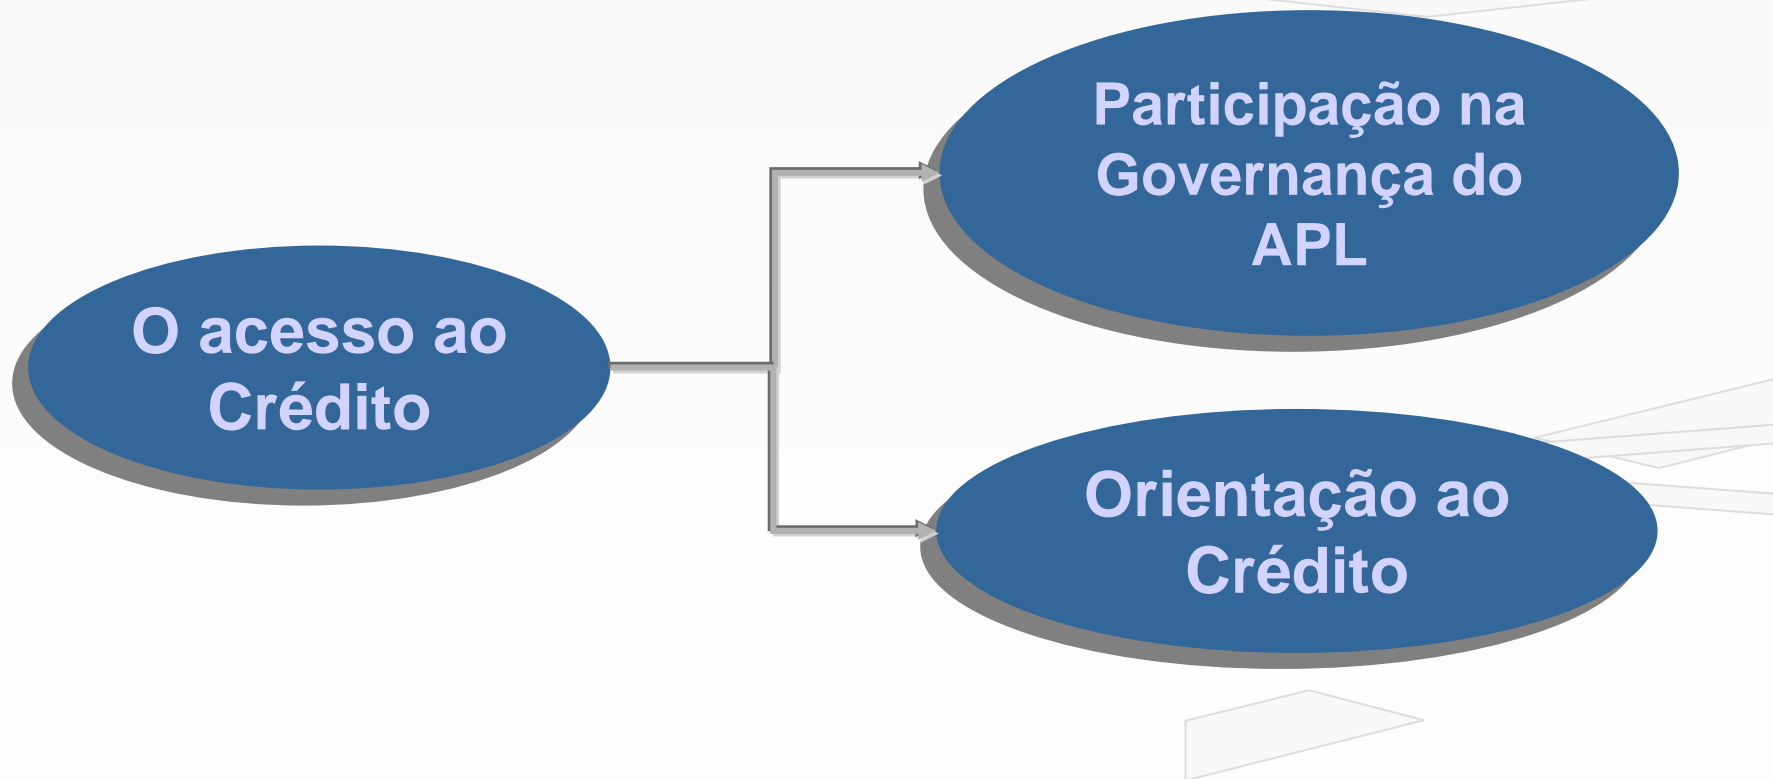 O acesso ao
Crédito
Participação na
Governança do
APL
Orientação ao
Crédito